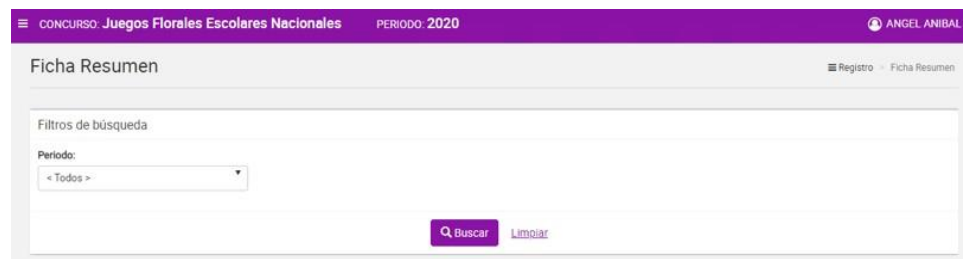 CONCURSO: Juegos Florales Escolares Nacionales PERIODO: 2020 ANGEL ANIBAL
Ficha Resumen Registro > Ficha Resumen
Filtros de búsqueda
Periodo:
< Todos >
Buscar Limpiar